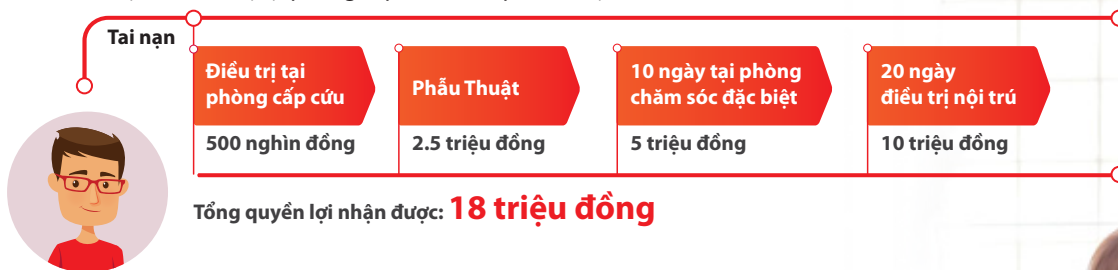 Tai nạn
Điều trị tại
phòng cấp cứu
500 nghìn đồng
Phẫu Thuật
2.5 triệu đồng
10 ngày tại phòng
chăm sóc đặc biệt
5 triệu đồng
20 ngày
điều trị nội trú
10 triệu đồng
Tổng quyền lợi nhận được: 18 triệu đồng